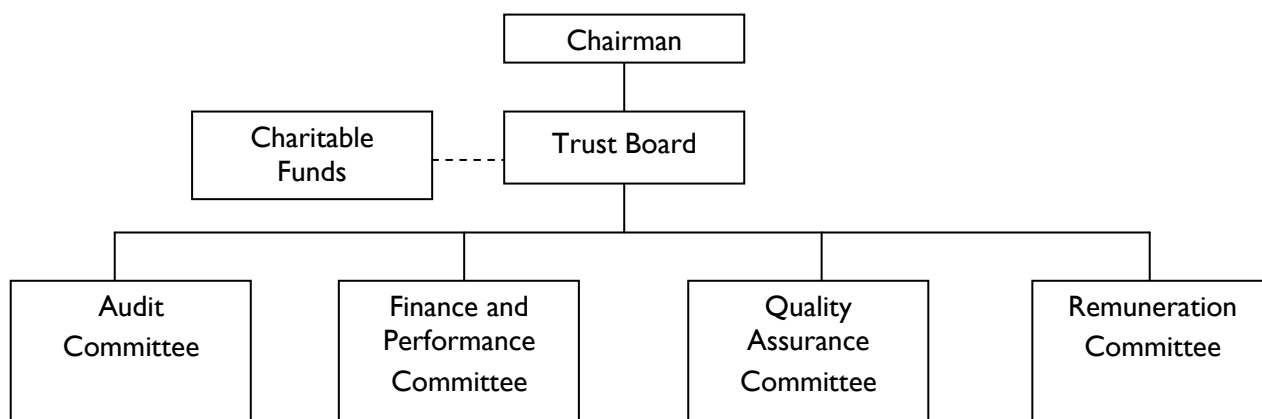 Chairman
Charitable
Funds
Trust Board
Audit
Committee
Finance and
Performance
Committee
Quality
Assurance
Committee
Remuneration
Committee